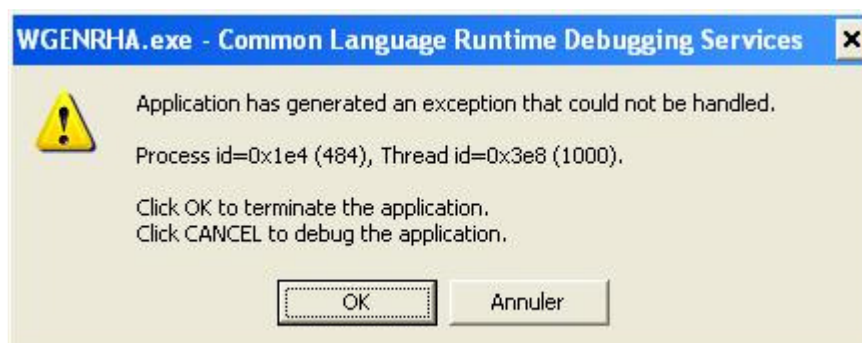 WGENRHA.exe - Common Language Runtime Debugging Services
Application has generated an exception that could not be handled.
Process id=0x1e4 (484), Thread id=0x3e8 (1000).
Click OK to terminate the application.
Click CANCEL to debug the application.
OK
Annuler